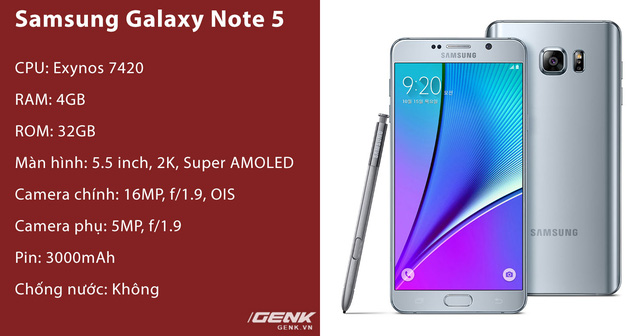 Samsung Galaxy Note 5
CPU: Exynos 7420
RAM: 4GB
ROM: 32GB
Màn hình: 5.5 inch, 2K, Super AMOLED
Camera chính: 16MP, f/1.9, OIS
Camera phụ: 5MP, f/1.9
Pin: 3000mAh
Chống nước: Không
GENK
GENK.VN
SAMSUNG
9:20
SAMSUNG